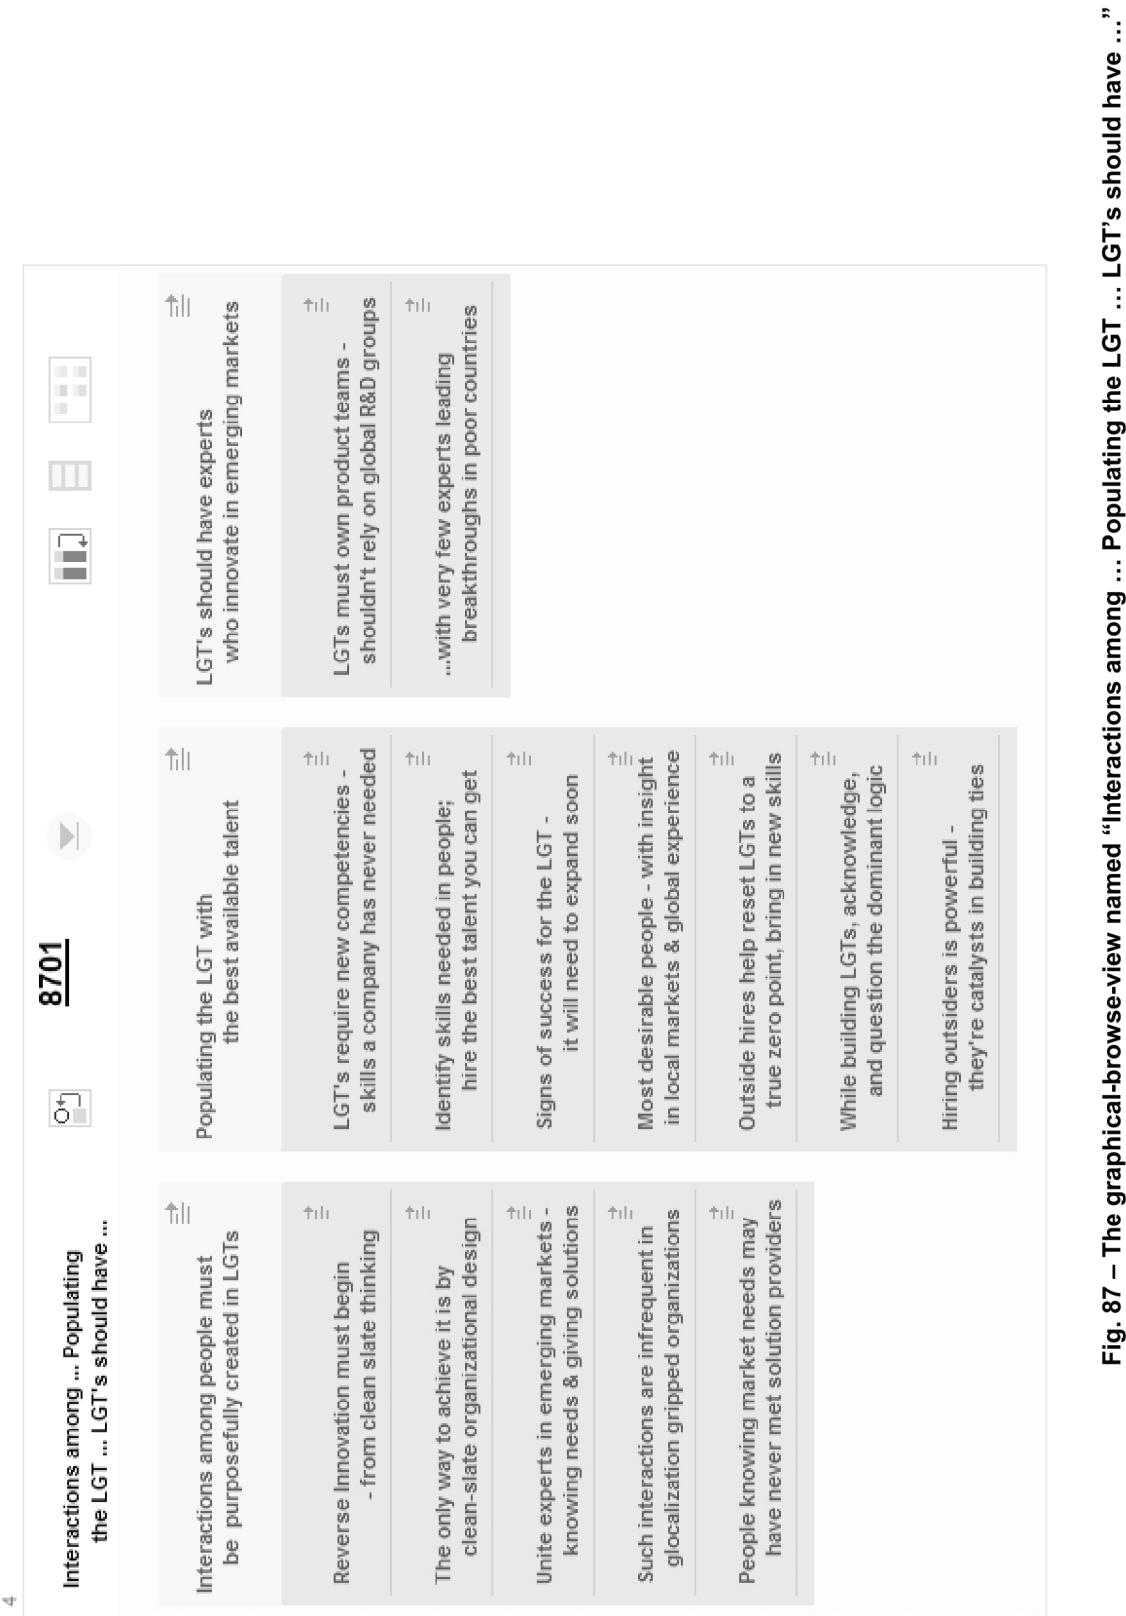 4
Interactions among ... Populating
the LGT ... LGT's should have ...
8701
Interactions among people must
be purposefully created in LGTs
Reverse Innovation must begin
- from clean slate thinking
The only way to achieve it is by
clean-slate organizational design
Unite experts in emerging markets -
knowing needs & giving solutions
Such interactions are infrequent in
glocalization gripped organizations
People knowing market needs may
have never met solution providers
Populating the LGT with
the best available talent
LGT's require new competencies -
skills a company has never needed
Identify skills needed in people;
hire the best talent you can get
Signs of success for the LGT -
it will need to expand soon
Most desirable people - with insight
in local markets & global experience
Outside hires help reset LGTs to a
true zero point, bring in new skills
While building LGTs, acknowledge,
and question the dominant logic
Hiring outsiders is powerful -
they're catalysts in building ties
LGT's should have experts
who innovate in emerging markets
LGTs must own product teams -
shouldn't rely on global R&D groups
...with very few experts leading
breakthroughs in poor countries
Fig. 87 – The graphical-browse-view named “Interactions among … Populating the LGT … LGT’s should have …”